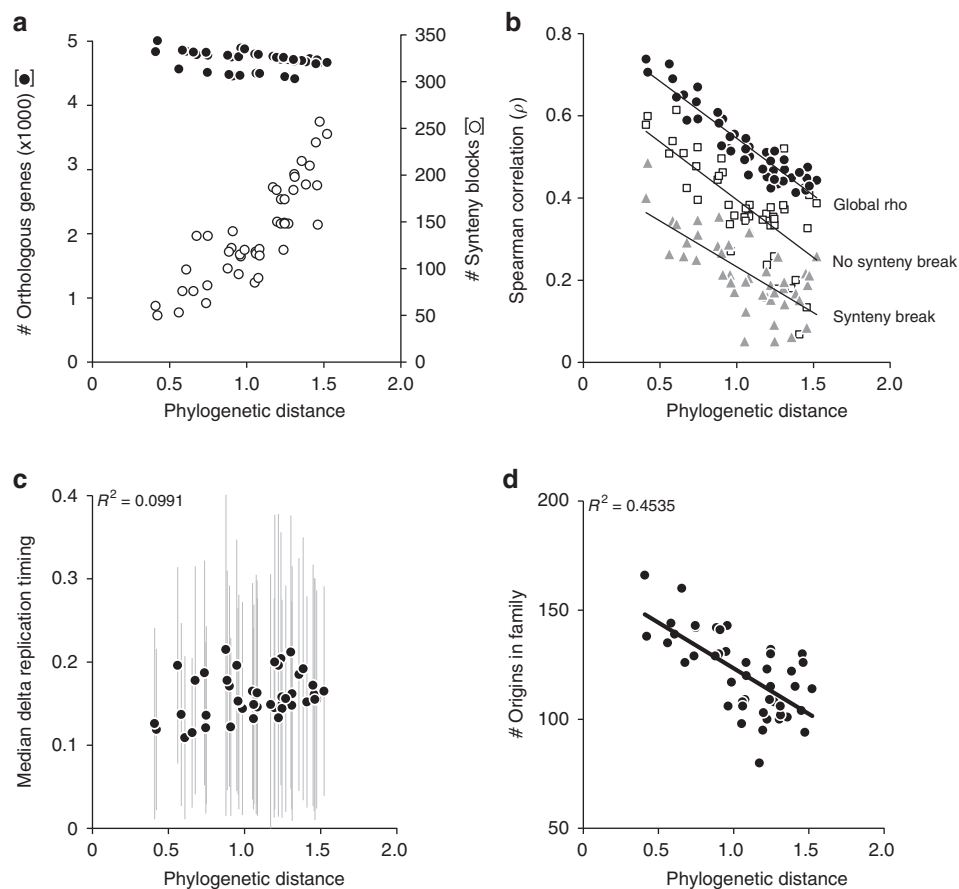 a
# Orthologous genes (x1000) [●]
5
4
3
2
1
0
350
300
250
200
150
100
50
0
# Synteny blocks [○]
0
0.5
1.0
1.5
2.0
Phylogenetic distance
b
Spearman correlation (ρ)
0.8
0.6
0.4
0.2
0
Global rho
No synteny break
Synteny break
0
0.5
1.0
1.5
2.0
Phylogenetic distance
c
R² = 0.0991
Median delta replication timing
0.4
0.3
0.2
0.1
0
0
0.5
1.0
1.5
2.0
Phylogenetic distance
d
R² = 0.4535
# Origins in family
200
150
100
50
0
0.5
1.0
1.5
2.0
Phylogenetic distance